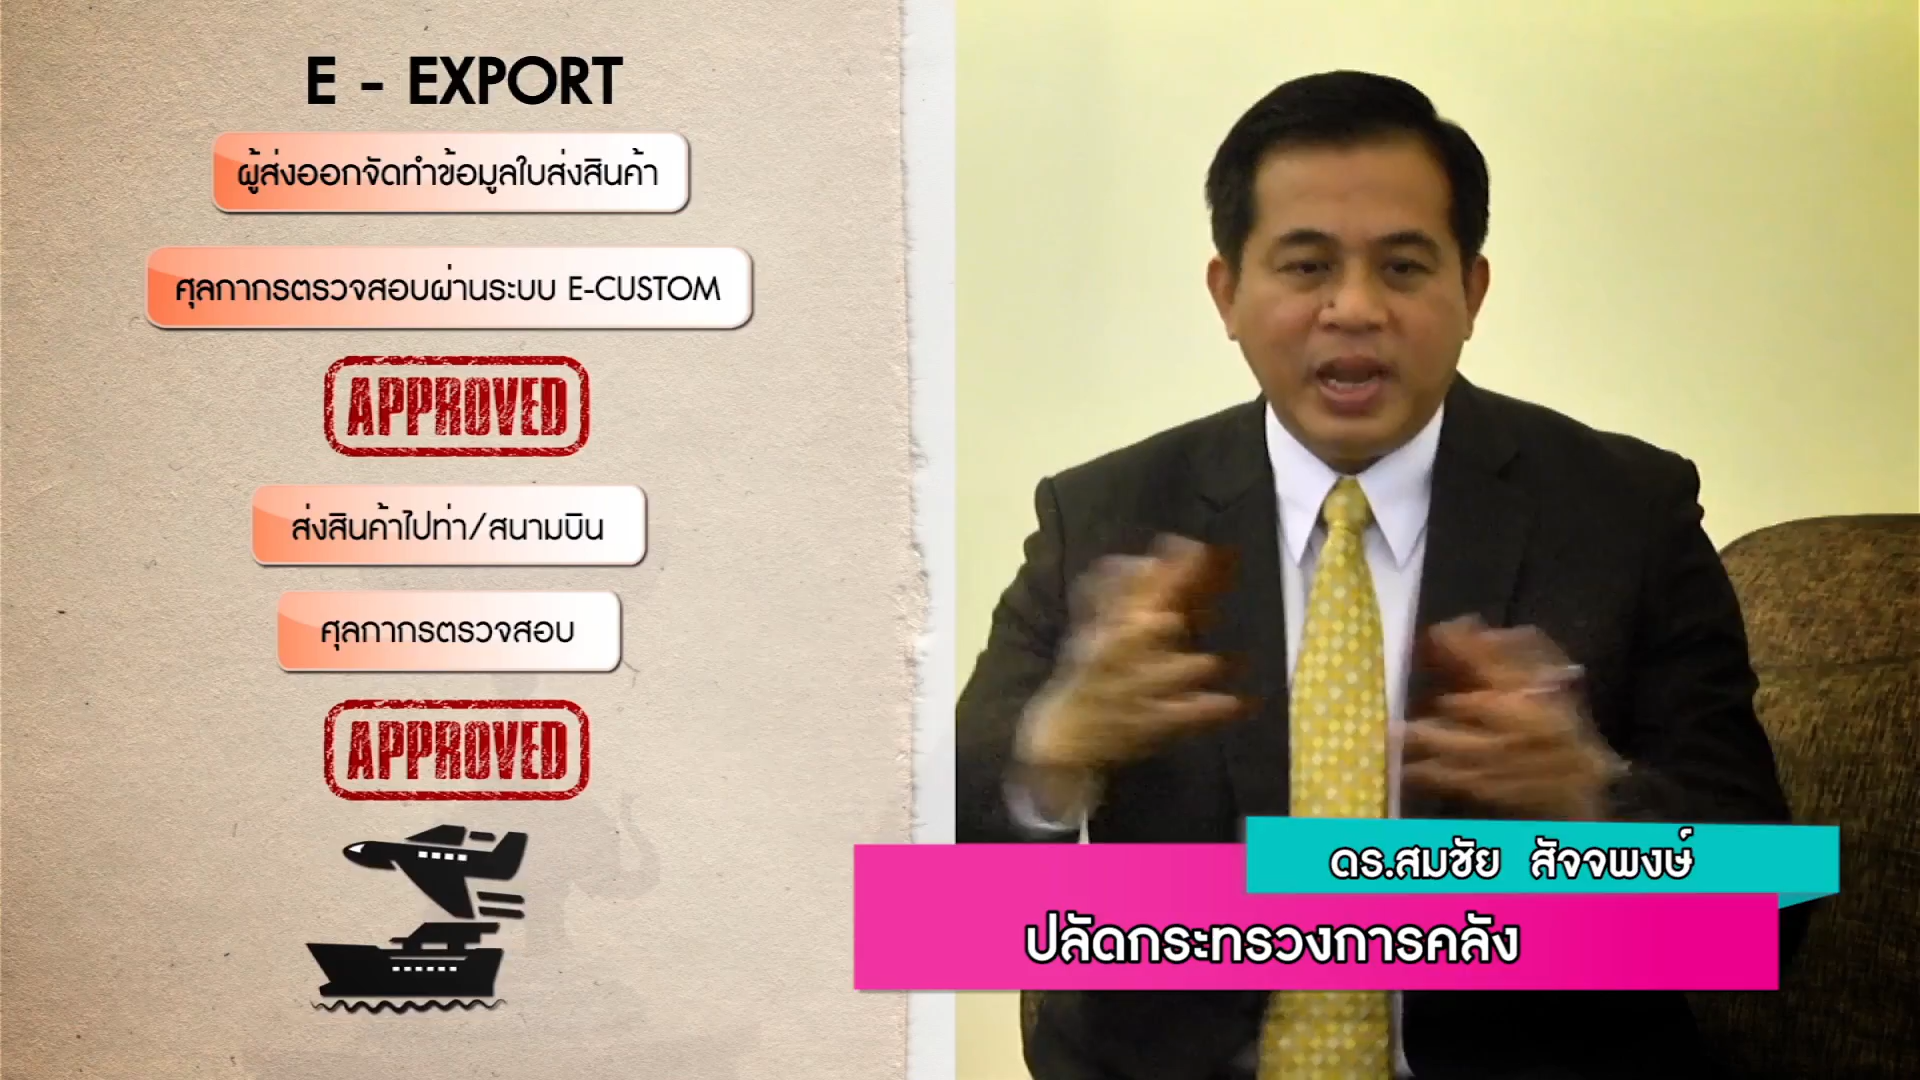 E - EXPORT
ผู้ส่งออกจัดทำข้อมูลใบส่งสินค้า
ศุลกากรตรวจสอบผ่านระบบ E-CUSTOM
APPROVED
ส่งสินค้าไปท่า/สนามบิน
ศุลกากรตรวจสอบ
APPROVED
ดร.สมชัย สัจจพงษ์
ปลัดกระทรวงการคลัง